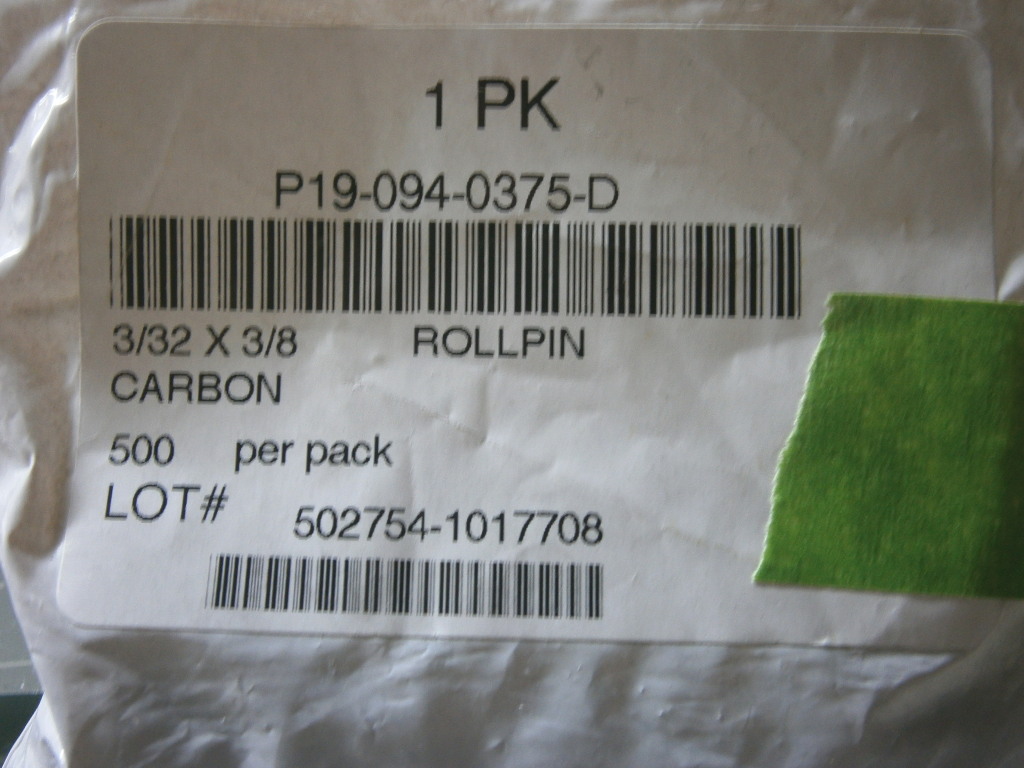 1 PK
P19-094-0375-D
3/32 X 3/8 ROLLPIN
CARBON
500 per pack
LOT# 502754-1017708